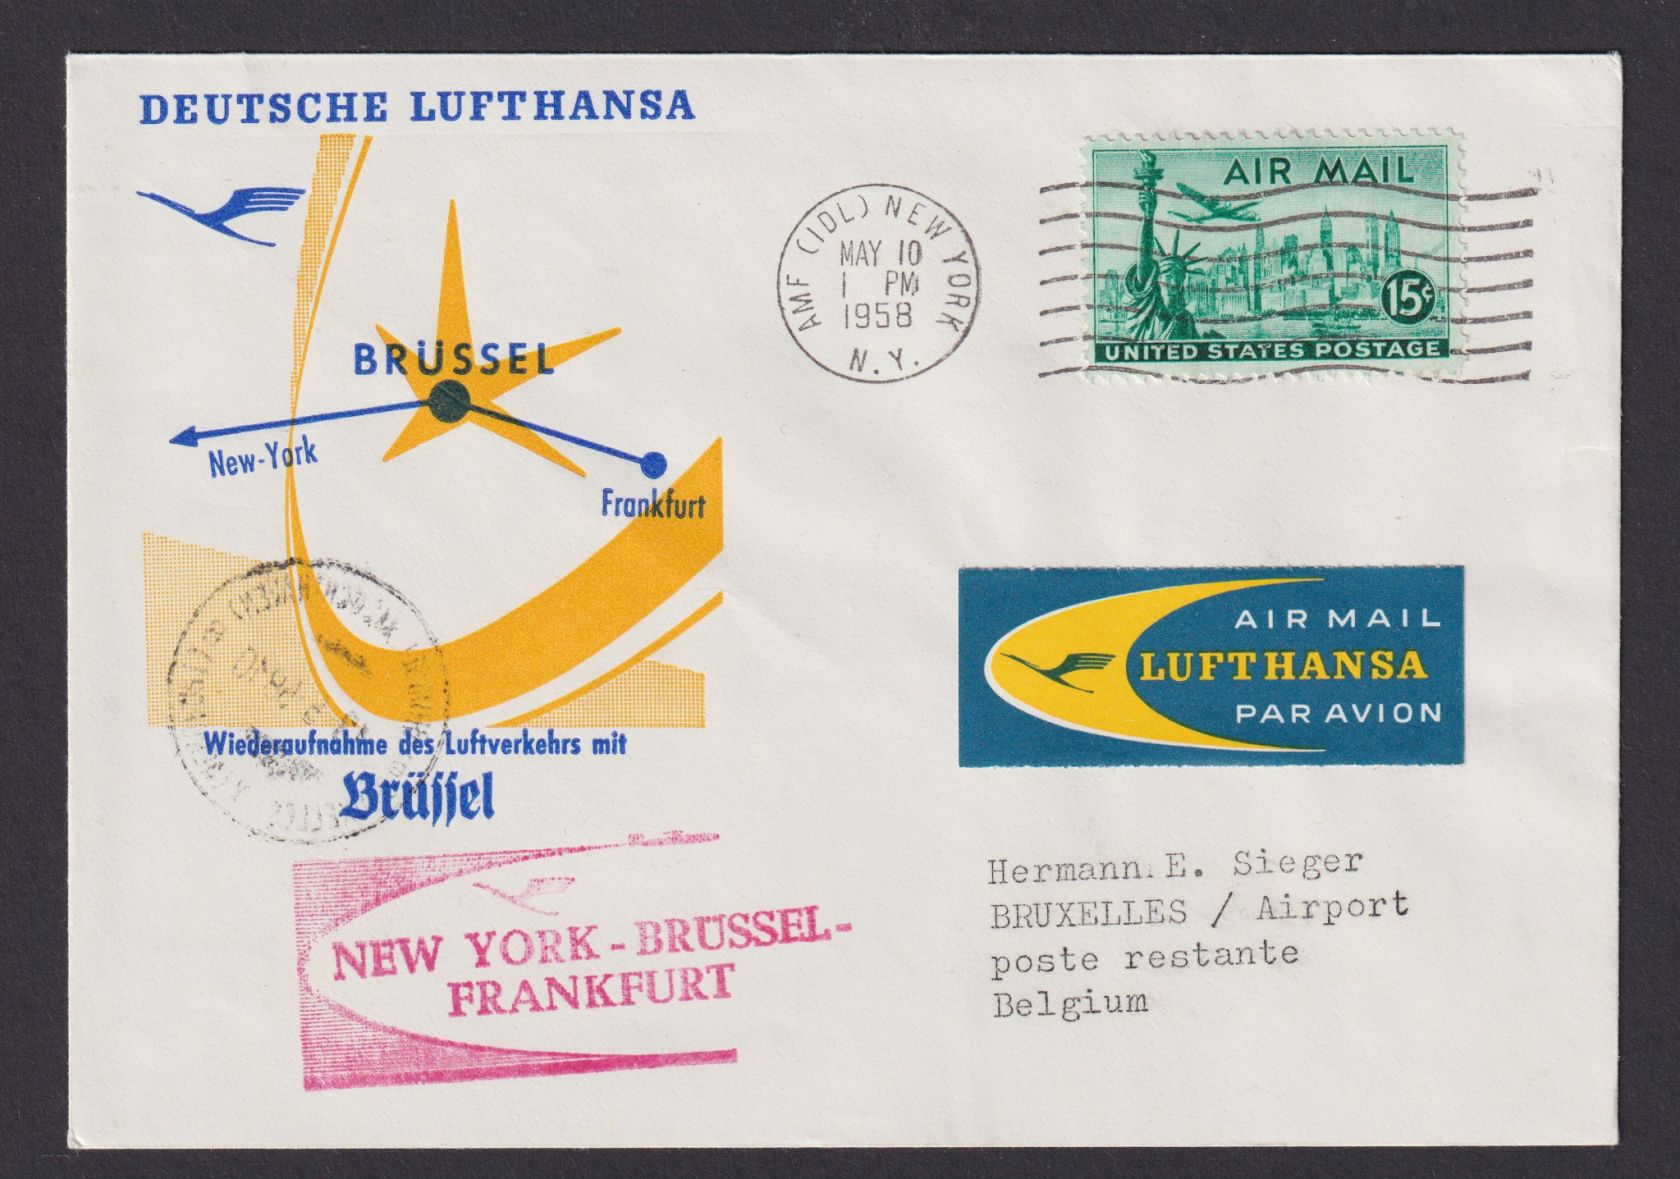 DEUTSCHE LUFTHANSA
BRÜSSEL
New-York
Frankfurt
Wiederaufnahme des Luftverkehrs mit
Brüssel
NEW YORK - BRÜSSEL -
FRANKFURT
AMF (IDL) NEW YORK
N.Y.
MAY 10
1 PM
1958
AIR MAIL
15¢
UNITED STATES POSTAGE
AIR MAIL
LUFTHANSA
PAR AVION
Hermann E. Sieger
BRUXELLES / Airport
poste restante
Belgium